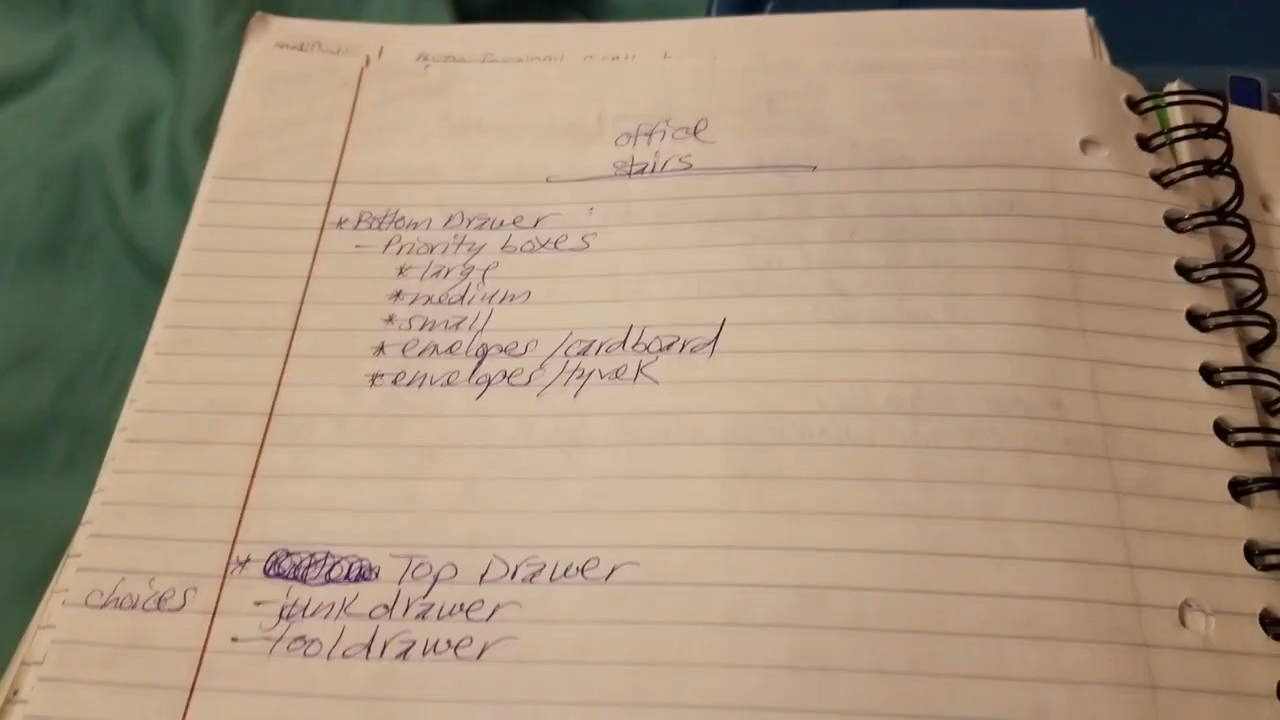 office
stairs
* Bottom Drawer
- Priority boxes
* large
* medium
* small
* envelopes/cardboard
* envelopes/tyvek
* Top Drawer
choices
- junk drawer
- tool drawer